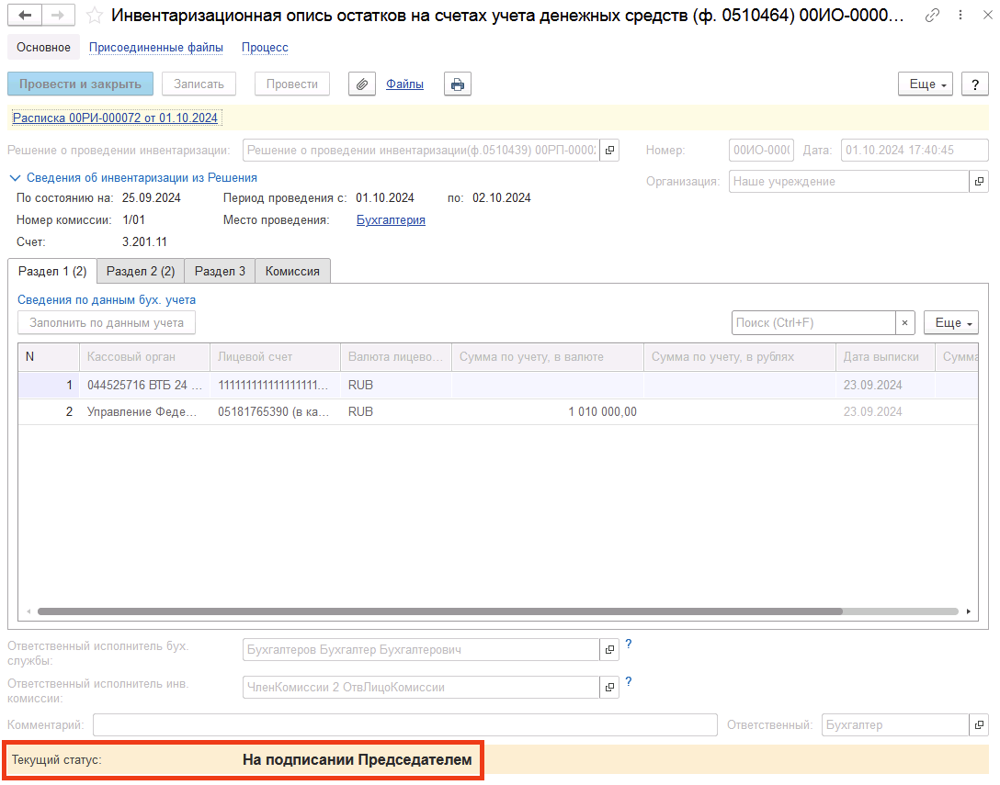 Инвентаризационная опись остатков на счетах учета денежных средств (ф. 0510464) 00ИО-0000...
Основное Присоединенные файлы Процесс
Провести и закрыть Записать Провести Файлы Еще ?
Расписка 00РИ-000072 от 01.10.2024
Решение о проведении инвентаризации: Решение о проведении инвентаризации(ф.0510439) 00РП-0000 Номер: 00ИО-000 Дата: 01.10.2024 17:40:45
Сведения об инвентаризации из Решения Организация: Наше учреждение
По состоянию на: 25.09.2024 Период проведения с: 01.10.2024 по: 02.10.2024
Номер комиссии: 1/01 Место проведения: Бухгалтерия
Счет: 3.201.11
Раздел 1 (2) Раздел 2 (2) Раздел 3 Комиссия
Сведения по данным бух. учета
Заполнить по данным учета Поиск (Ctrl+F) × Еще
N Кассовый орган Лицевой счет Валюта лицево... Сумма по учету, в валюте Сумма по учету, в рублях Дата выписки Сумма
1 044525716 ВТБ 24 ... 11111111111111111... RUB 23.09.2024
2 Управление Феде... 05181765390 (в ка... RUB 1 010 000,00 23.09.2024
Ответственный исполнитель бух. службы: Бухгалтеров Бухгалтер Бухгалтерович ?
Ответственный исполнитель инв. комиссии: ЧленКомиссии 2 ОтвЛицоКомиссии ?
Комментарий: Ответственный: Бухгалтер
Текущий статус: На подписании Председателем